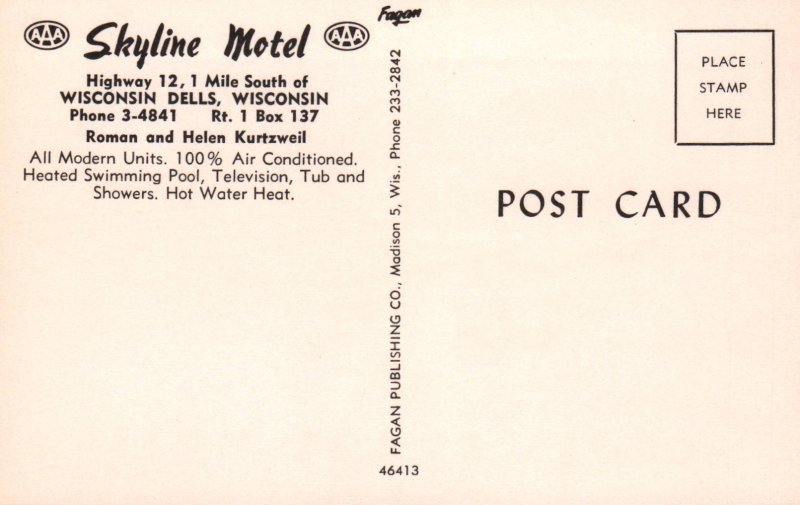 AAA Skyline Motel AAA
Highway 12, 1 Mile South of
WISCONSIN DELLS, WISCONSIN
Phone 3-4841 Rt. 1 Box 137
Roman and Helen Kurtzweil
All Modern Units. 100% Air Conditioned.
Heated Swimming Pool, Television, Tub and
Showers. Hot Water Heat.
Fagan
FAGAN PUBLISHING CO., Madison 5, Wis., Phone 233-2842
46413
PLACE
STAMP
HERE
POST CARD